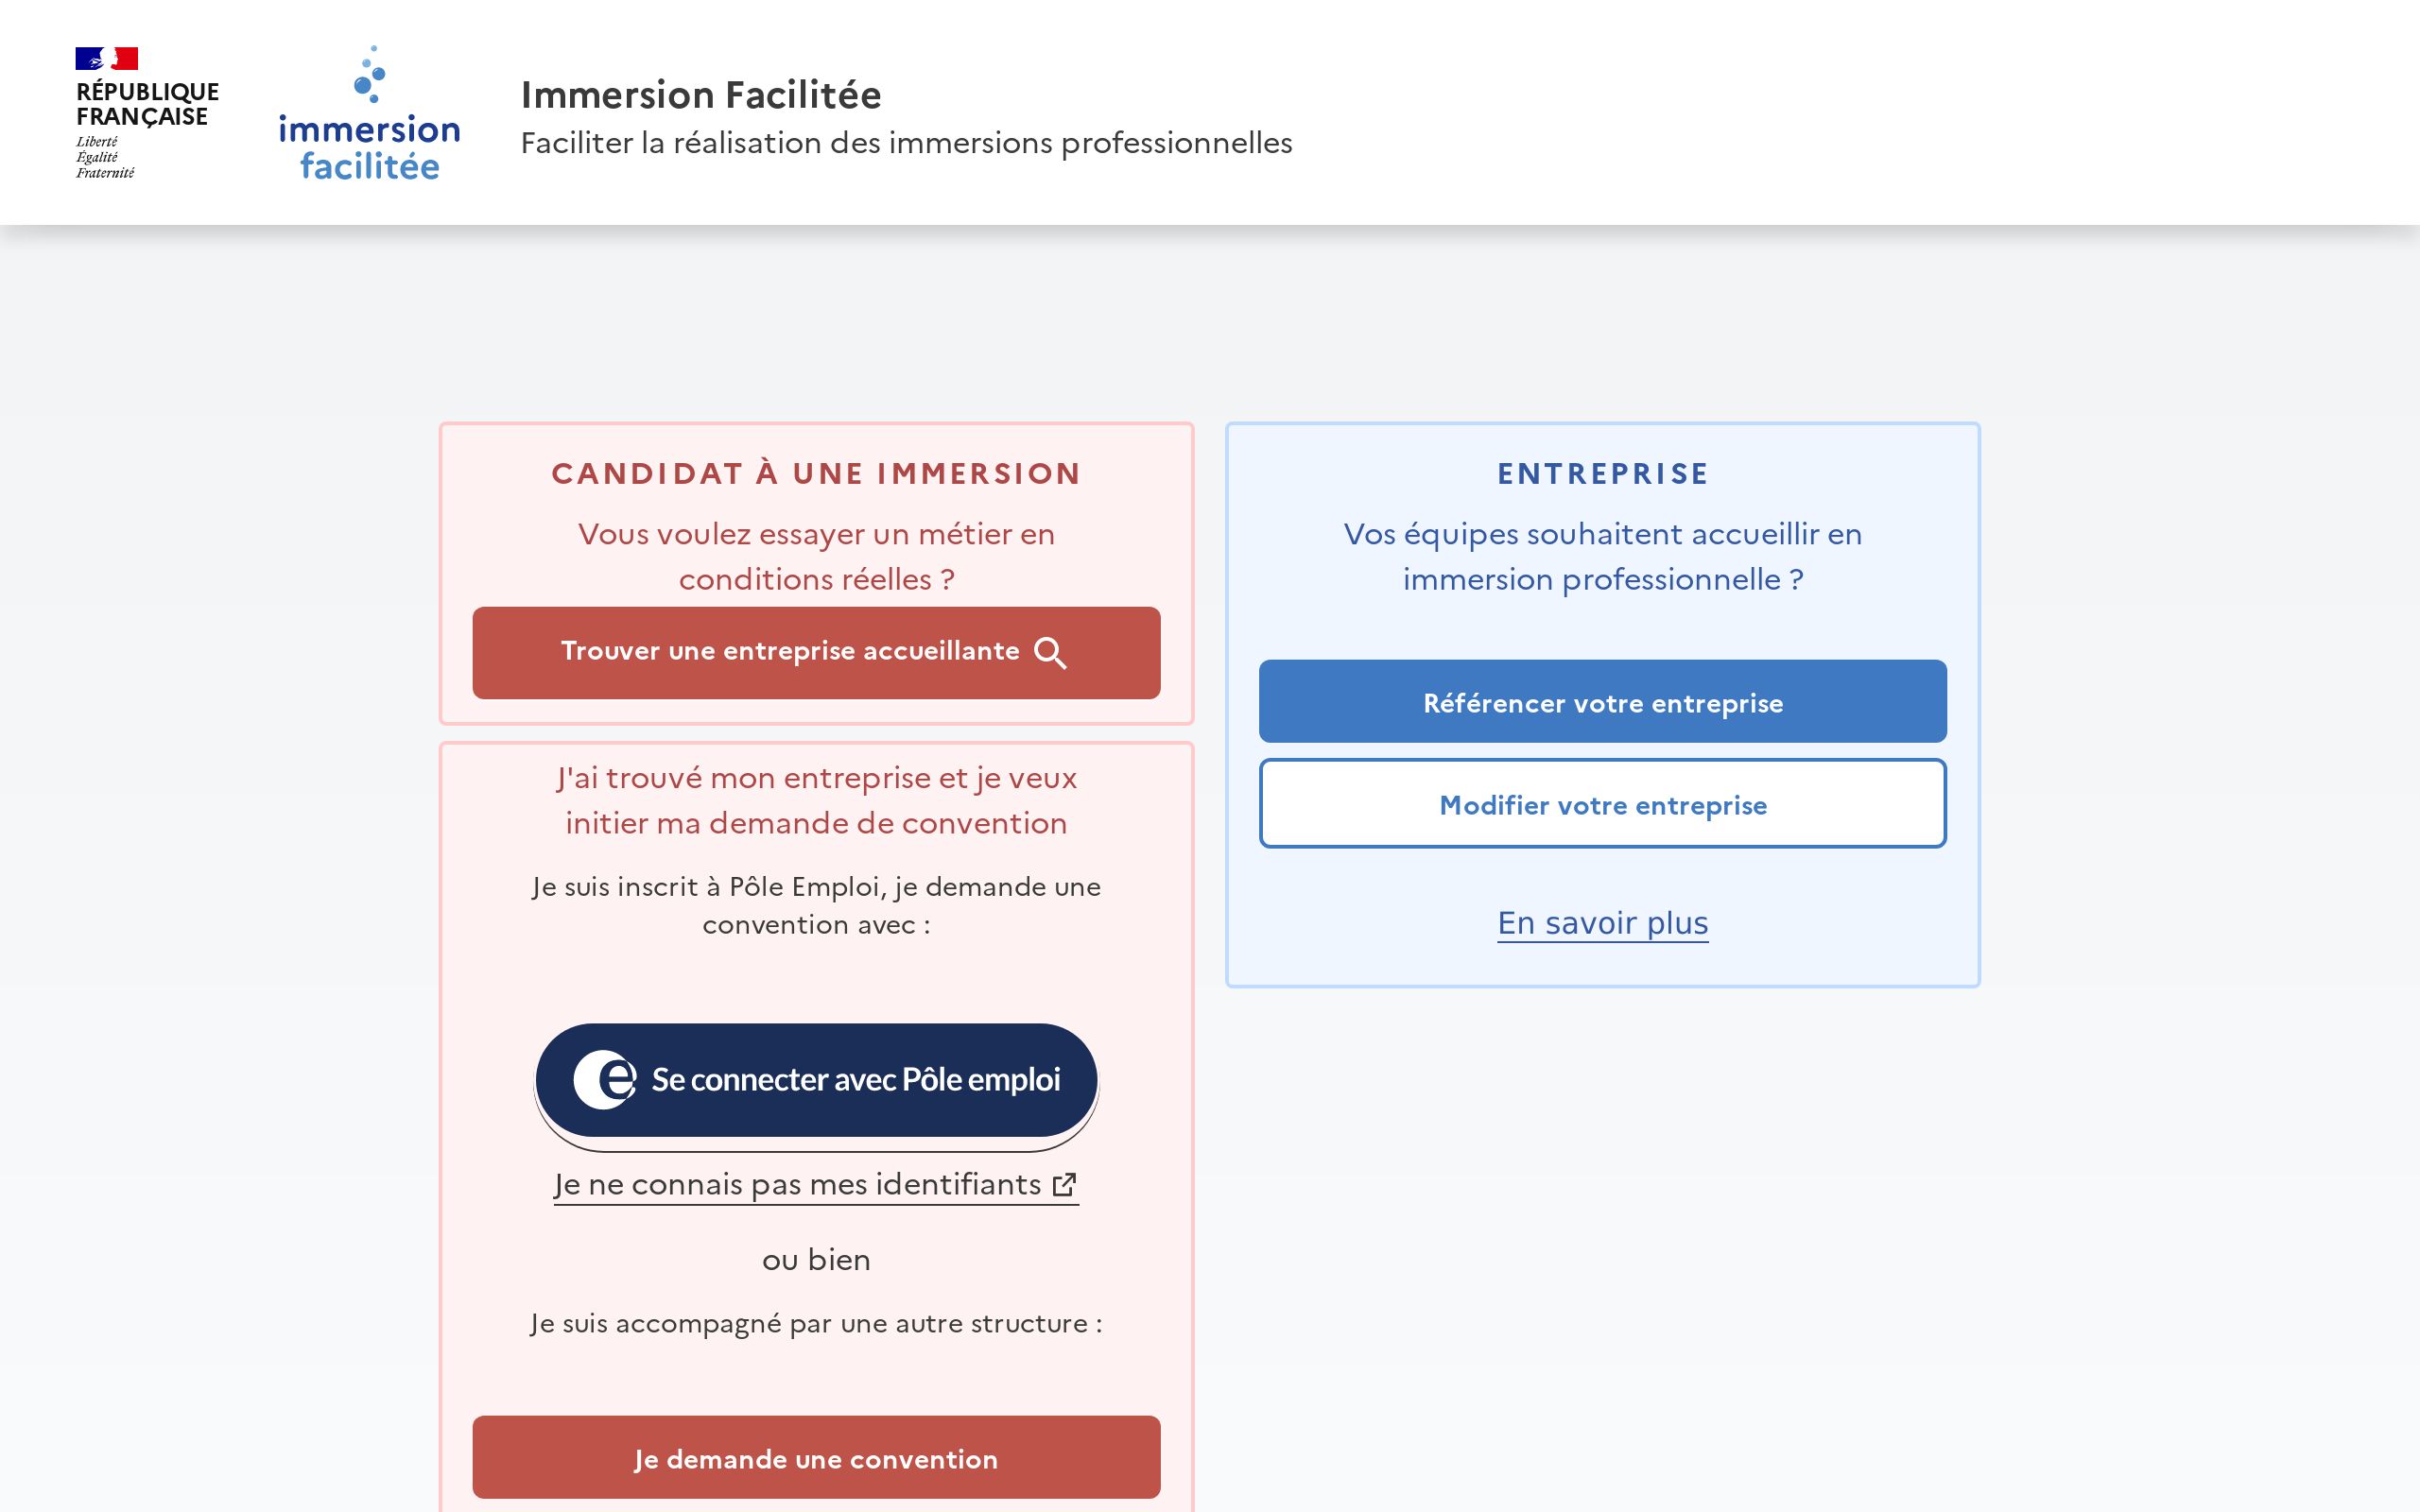 RÉPUBLIQUE
FRANÇAISE
Liberté
Égalité
Fraternité
immersion
facilitée
Immersion Facilitée
Faciliter la réalisation des immersions professionnelles
CANDIDAT À UNE IMMERSION
Vous voulez essayer un métier en
conditions réelles ?
Trouver une entreprise accueillante
J'ai trouvé mon entreprise et je veux
initier ma demande de convention
Je suis inscrit à Pôle Emploi, je demande une
convention avec :
Se connecter avec Pôle emploi
Je ne connais pas mes identifiants
ou bien
Je suis accompagné par une autre structure :
Je demande une convention
ENTREPRISE
Vos équipes souhaitent accueillir en
immersion professionnelle ?
Référencer votre entreprise
Modifier votre entreprise
En savoir plus